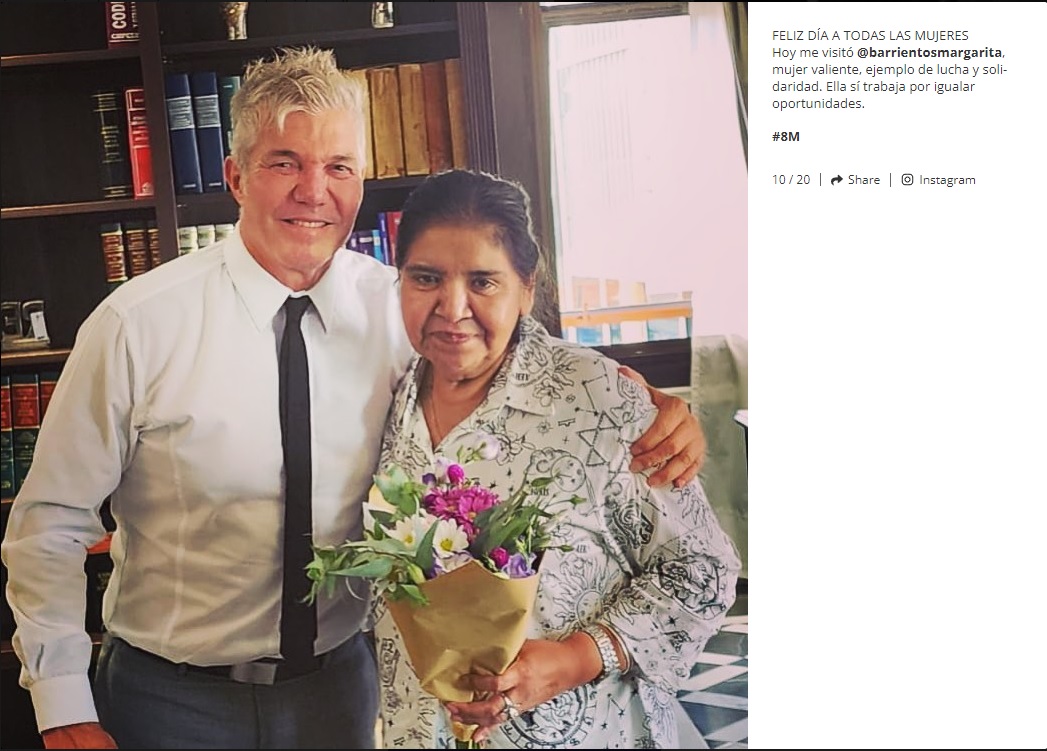 FELIZ DÍA A TODAS LAS MUJERES
Hoy me visitó @barrientosmargarita,
mujer valiente, ejemplo de lucha y soli-
daridad. Ella sí trabaja por igualar
oportunidades.
#8M
10 / 20 | Share | Instagram